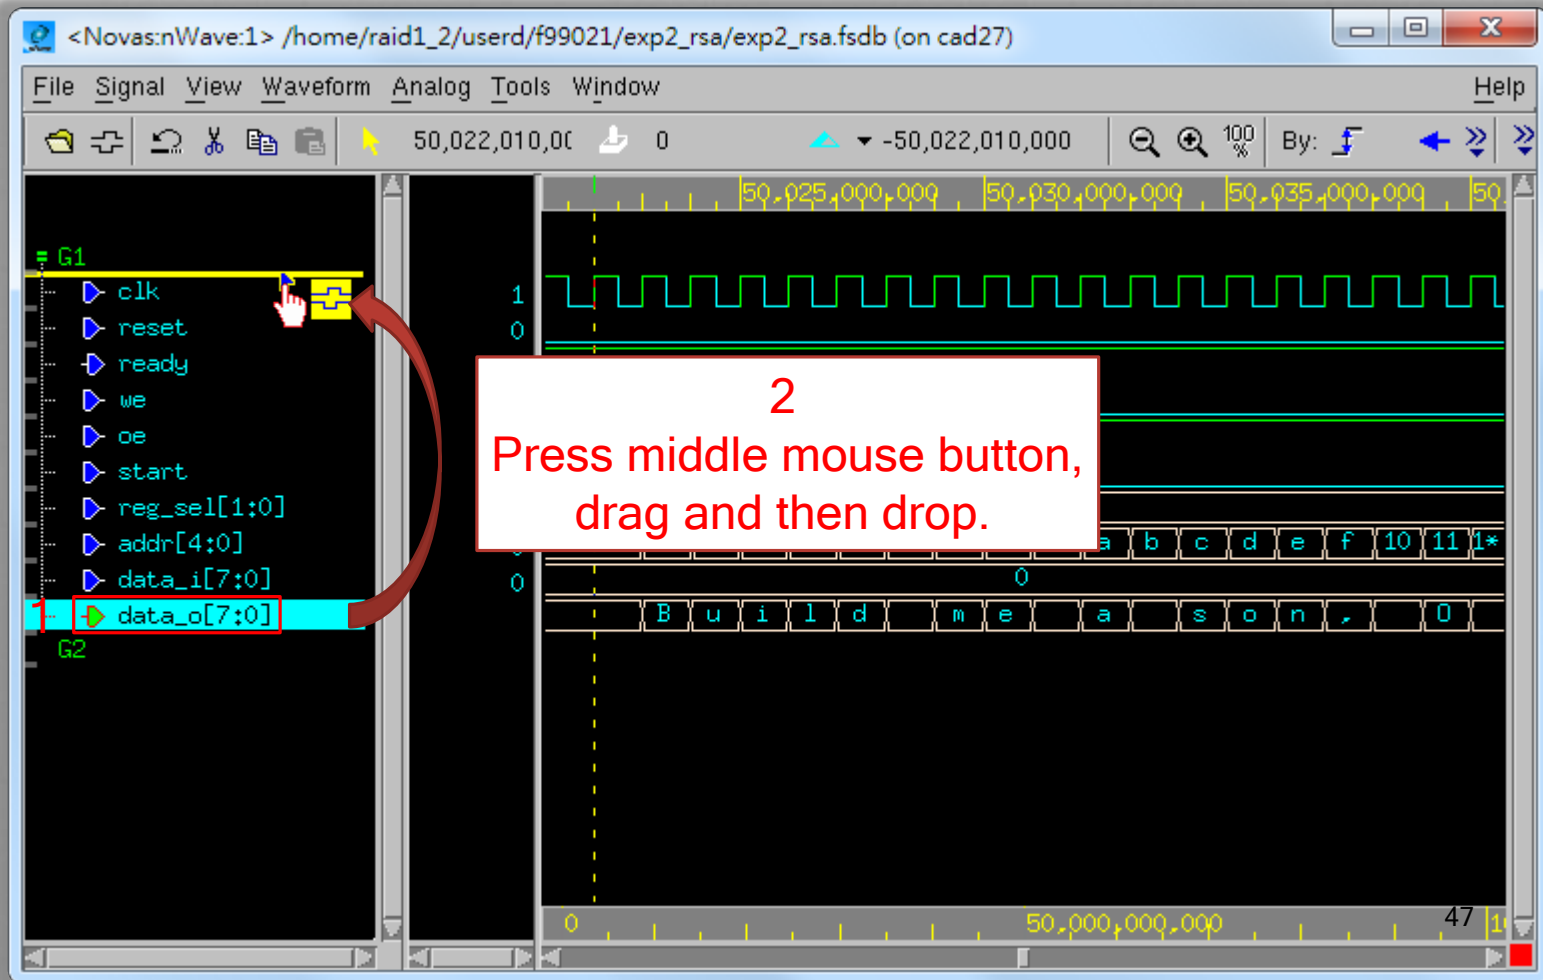 <Novas:nWave:1> /home/raid1_2/userd/f99021/exp2_rsa/exp2_rsa.fsdb (on cad27)
File Signal View Waveform Analog Tools Window Help
50,022,010,00 0 -50,022,010,000 100 % By:
50,025,000,000 50,030,000,000 50,035,000,000 50,
G1
clk 1
reset 0
ready
we
oe
start
reg_sel[1:0]
addr[4:0] 0 a b c d e f 10 11 1*
data_i[7:0] 0 0
1 data_o[7:0] B u i l d m e a s o n , O
G2
2
Press middle mouse button,
drag and then drop.
0 50,000,000,000 47